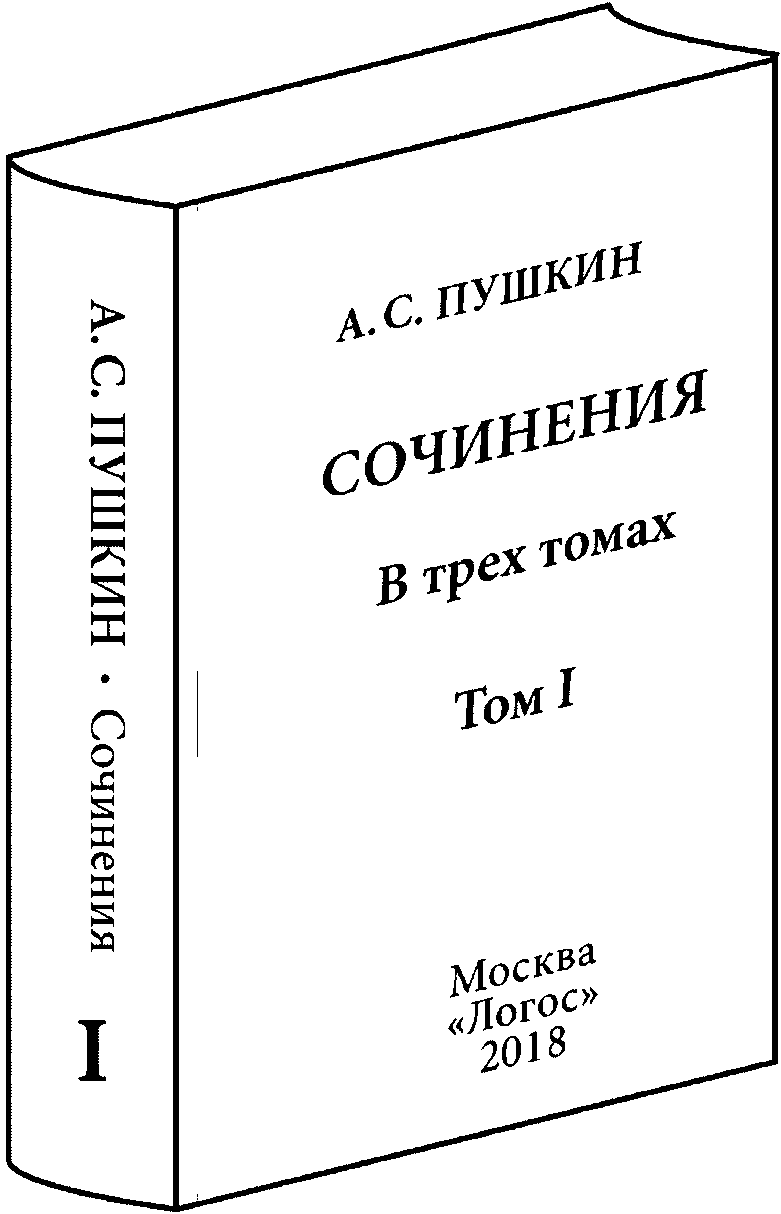 А. С. ПУШКИН • Сочинения
I
А. С. ПУШКИН
СОЧИНЕНИЯ
В трех томах
Том I
Москва
«Логос»
2018